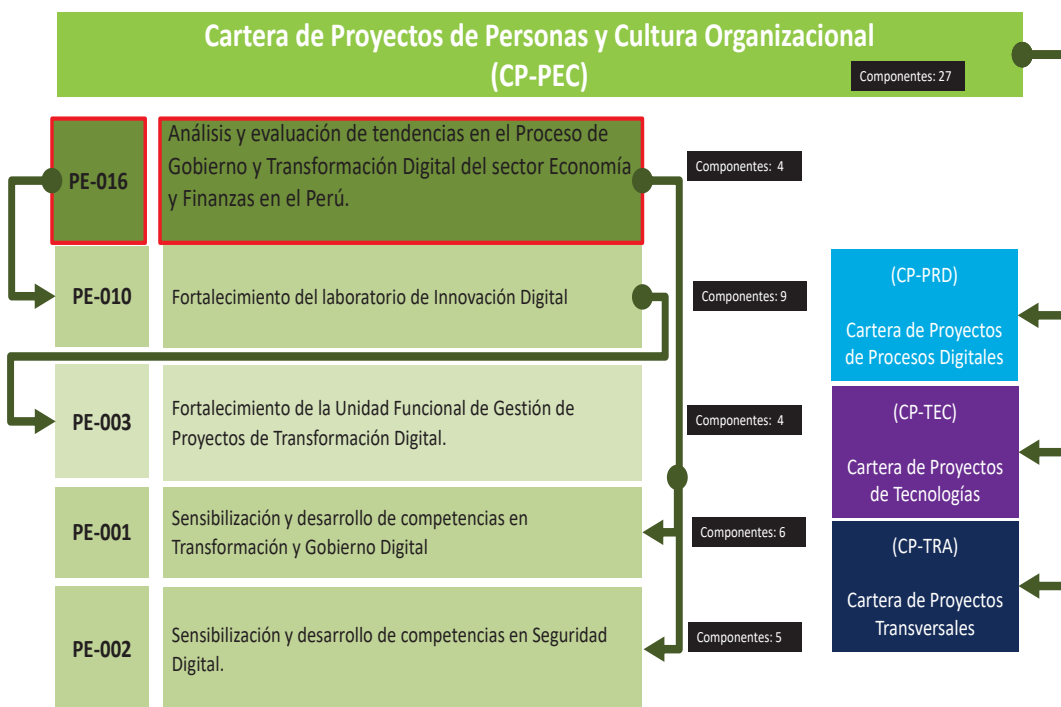 Cartera de Proyectos de Personas y Cultura Organizacional
(CP-PEC)
Componentes: 27
PE-016
Análisis y evaluación de tendencias en el Proceso de
Gobierno y Transformación Digital del sector Economía
y Finanzas en el Perú.
Componentes: 4
PE-010
Fortalecimiento del laboratorio de Innovación Digital
Componentes: 9
PE-003
Fortalecimiento de la Unidad Funcional de Gestión de
Proyectos de Transformación Digital.
Componentes: 4
PE-001
Sensibilización y desarrollo de competencias en
Transformación y Gobierno Digital
Componentes: 6
PE-002
Sensibilización y desarrollo de competencias en Seguridad
Digital.
Componentes: 5
(CP-PRD)
Cartera de Proyectos
de Procesos Digitales
(CP-TEC)
Cartera de Proyectos
de Tecnologías
(CP-TRA)
Cartera de Proyectos
Transversales